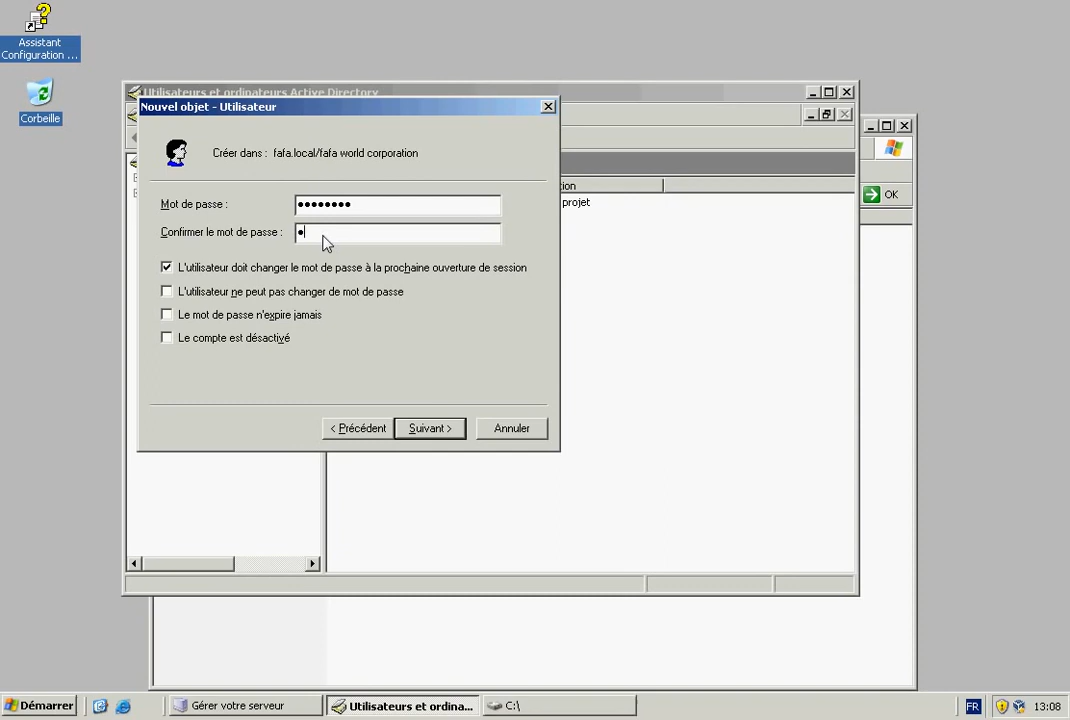 Assistant
Configuration ...
Corbeille
Utilisateurs et ordinateurs Active Directory
Nouvel objet - Utilisateur
Créer dans : fafa.local/fafa world corporation
Mot de passe : ••••••••
Confirmer le mot de passe : •
L'utilisateur doit changer le mot de passe à la prochaine ouverture de session
L'utilisateur ne peut pas changer de mot de passe
Le mot de passe n'expire jamais
Le compte est désactivé
< Précédent Suivant > Annuler
tion
projet
OK
Démarrer Gérer votre serveur Utilisateurs et ordina... C:\ FR 13:08